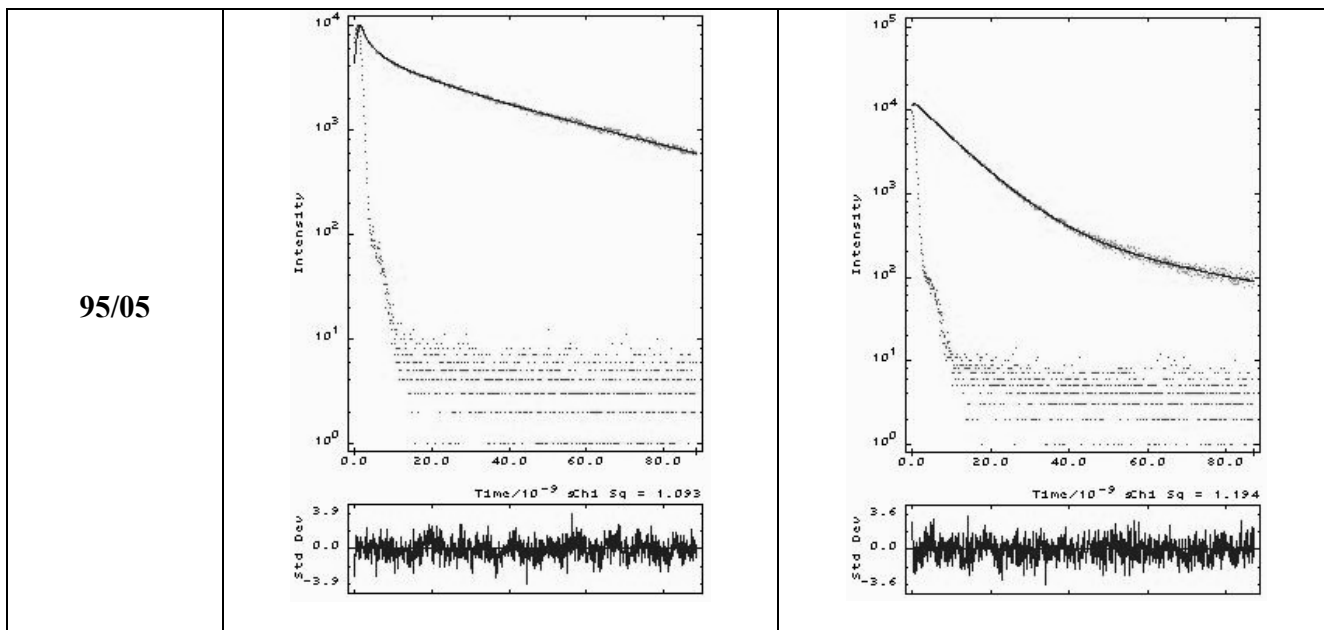 95/05
10⁴
10³
10²
10¹
10⁰
Intensity
0.0 20.0 40.0 60.0 80.0
Time/10⁻⁹ sChi Sq = 1.093
3.9
0.0
-3.9
Std Dev
10⁵
10⁴
10³
10²
10¹
10⁰
Intensity
0.0 20.0 40.0 60.0 80.0
Time/10⁻⁹ sChi Sq = 1.194
3.6
0.0
-3.6
Std Dev